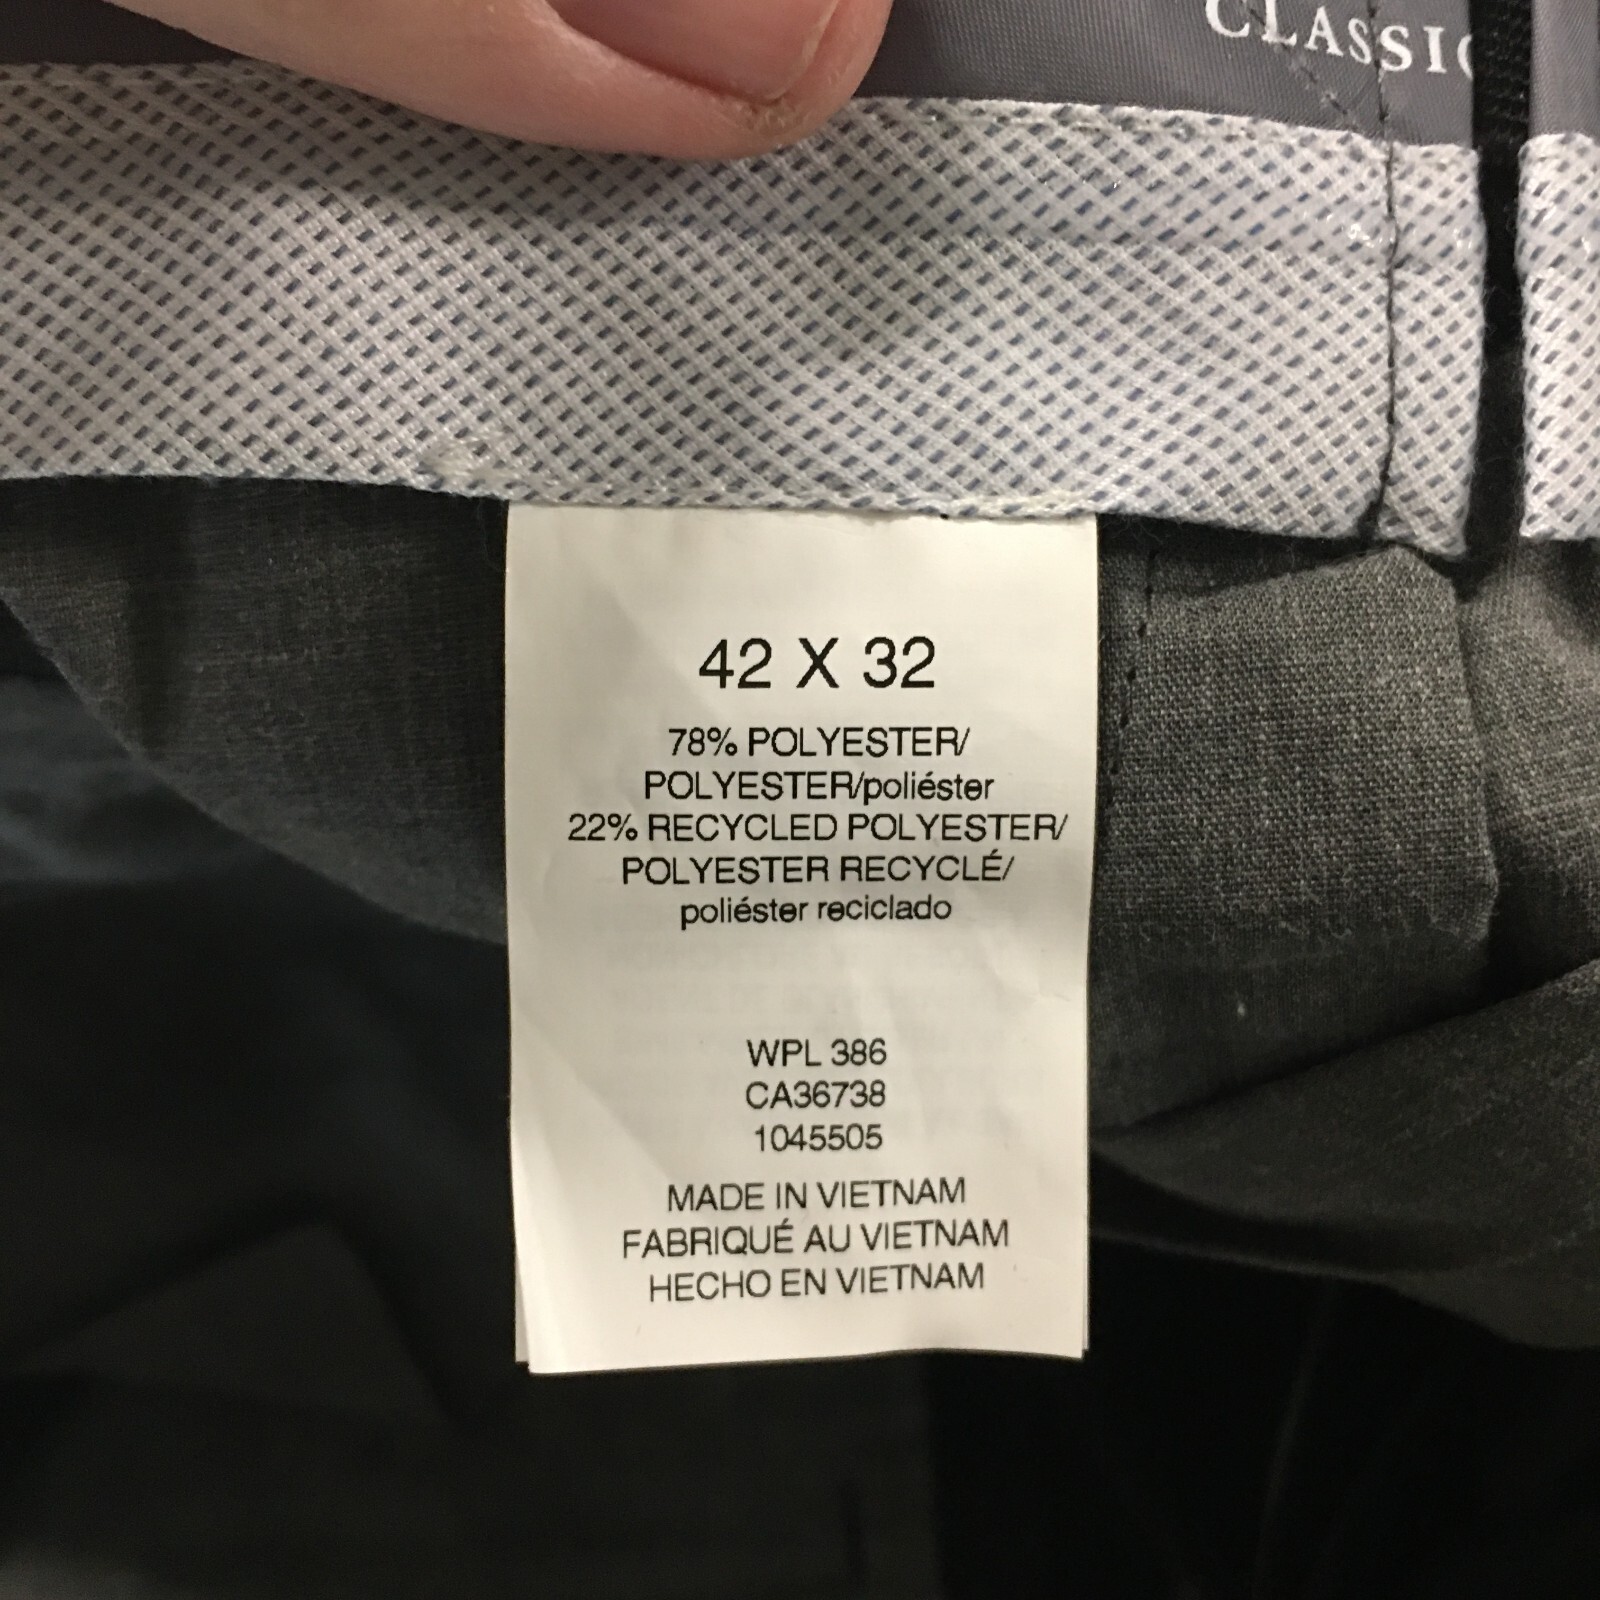 CLASSIC
42 X 32
78% POLYESTER/
POLYESTER/poliéster
22% RECYCLED POLYESTER/
POLYESTER RECYCLÉ/
poliéster reciclado
WPL 386
CA36738
1045505
MADE IN VIETNAM
FABRIQUÉ AU VIETNAM
HECHO EN VIETNAM